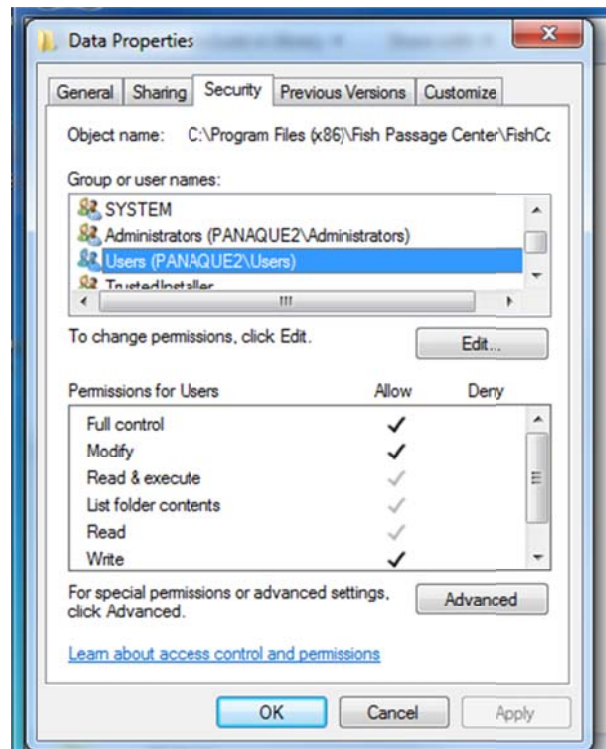 Data Properties
General Sharing Security Previous Versions Customize
Object name: C:\Program Files (x86)\Fish Passage Center\FishCc
Group or user names:
SYSTEM
Administrators (PANAQUE2\Administrators)
Users (PANAQUE2\Users)
TrustedInstaller
To change permissions, click Edit.
Edit...
Permissions for Users Allow Deny
Full control
Modify
Read & execute
List folder contents
Read
Write
For special permissions or advanced settings,
click Advanced.
Advanced
Learn about access control and permissions
OK Cancel Apply